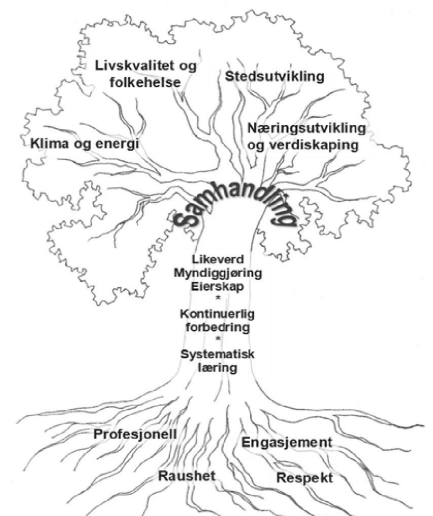 Livskvalitet og
folkehelse
Stedsutvikling
Klima og energi
Næringsutvikling
og verdiskaping
Samhandling
Likeverd
Myndiggjøring
Eierskap
*
Kontinuerlig
forbedring
*
Systematisk
læring
Profesjonell
Engasjement
Raushet
Respekt